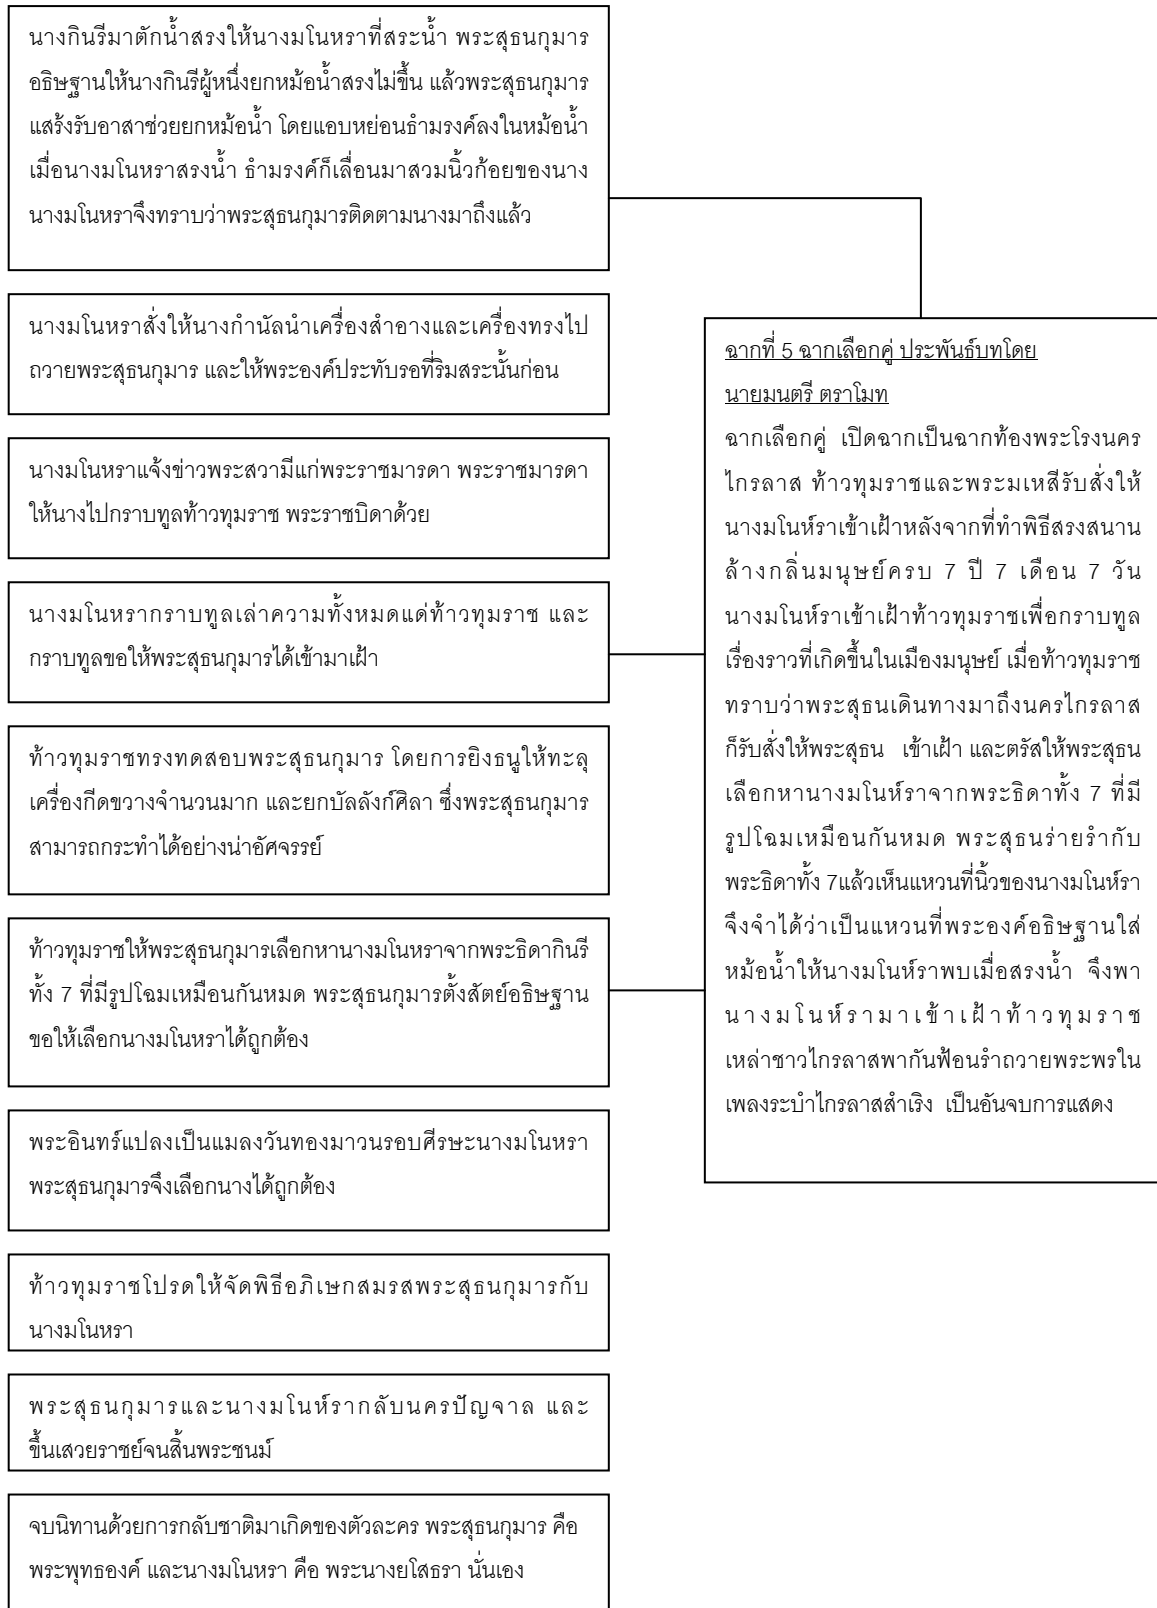 นางกินรีมาตักน้ำสรงให้นางมโนหราที่สระน้ำ พระสุธนกุมาร
อธิษฐานให้นางกินรีผู้หนึ่งยกหม้อน้ำสรงไม่ขึ้น แล้วพระสุธนกุมาร
แสร้งรับอาสาช่วยยกหม้อน้ำ โดยแอบหย่อนธำมรงค์ลงในหม้อน้ำ
เมื่อนางมโนหราสรงน้ำ ธำมรงค์ก็เลื่อนมาสวมนิ้วก้อยของนาง
นางมโนหราจึงทราบว่าพระสุธนกุมารติดตามนางมาถึงแล้ว
นางมโนหราสั่งให้นางกำนัลนำเครื่องสำอางและเครื่องทรงไป
ถวายพระสุธนกุมาร และให้พระองค์ประทับรอที่ริมสระนั้นก่อน
นางมโนหราแจ้งข่าวพระสวามีแก่พระราชมารดา พระราชมารดา
ให้นางไปกราบทูลท้าวทุมราช พระราชบิดาด้วย
นางมโนหรากราบทูลเล่าความทั้งหมดแด่ท้าวทุมราช และ
กราบทูลขอให้พระสุธนกุมารได้เข้ามาเฝ้า
ท้าวทุมราชทรงทดสอบพระสุธนกุมาร โดยการยิงธนูให้ทะลุ
เครื่องกีดขวางจำนวนมาก และยกบัลลังก์ศิลา ซึ่งพระสุธนกุมาร
สามารถกระทำได้อย่างน่าอัศจรรย์
ท้าวทุมราชให้พระสุธนกุมารเลือกหานางมโนหราจากพระธิดากินรี
ทั้ง 7 ที่มีรูปโฉมเหมือนกันหมด พระสุธนกุมารตั้งสัตย์อธิษฐาน
ขอให้เลือกนางมโนหราได้ถูกต้อง
พระอินทร์แปลงเป็นแมลงวันทองมาวนรอบศีรษะนางมโนหรา
พระสุธนกุมารจึงเลือกนางได้ถูกต้อง
ท้าวทุมราชโปรดให้จัดพิธีอภิเษกสมรสพระสุธนกุมารกับ
นางมโนหรา
พระสุธนกุมารและนางมโนห์รากลับนครปัญจาล และ
ขึ้นเสวยราชย์จนสิ้นพระชนม์
จบนิทานด้วยการกลับชาติมาเกิดของตัวละคร พระสุธนกุมาร คือ
พระพุทธองค์ และนางมโนหรา คือ พระนางยโสธรา นั่นเอง
ฉากที่ 5 ฉากเลือกคู่ ประพันธ์บทโดย
นายมนตรี ตราโมท
ฉากเลือกคู่ เปิดฉากเป็นฉากท้องพระโรงนคร
ไกรลาส ท้าวทุมราชและพระมเหสีรับสั่งให้
นางมโนห์ราเข้าเฝ้าหลังจากที่ทำพิธีสรงสนาน
ล้างกลิ่นมนุษย์ครบ 7 ปี 7 เดือน 7 วัน
นางมโนห์ราเข้าเฝ้าท้าวทุมราชเพื่อกราบทูล
เรื่องราวที่เกิดขึ้นในเมืองมนุษย์ เมื่อท้าวทุมราช
ทราบว่าพระสุธนเดินทางมาถึงนครไกรลาส
ก็รับสั่งให้พระสุธน เข้าเฝ้า และตรัสให้พระสุธน
เลือกหานางมโนห์ราจากพระธิดาทั้ง 7 ที่มี
รูปโฉมเหมือนกันหมด พระสุธนร่ายรำกับ
พระธิดาทั้ง 7แล้วเห็นแหวนที่นิ้วของนางมโนห์รา
จึงจำได้ว่าเป็นแหวนที่พระองค์อธิษฐานใส่
หม้อน้ำให้นางมโนห์ราพบเมื่อสรงน้ำ จึงพา
นางมโนห์รามาเข้าเฝ้าท้าวทุมราช
เหล่าชาวไกรลาสพากันฟ้อนรำถวายพระพรใน
เพลงระบำไกรลาสสำเริง เป็นอันจบการแสดง